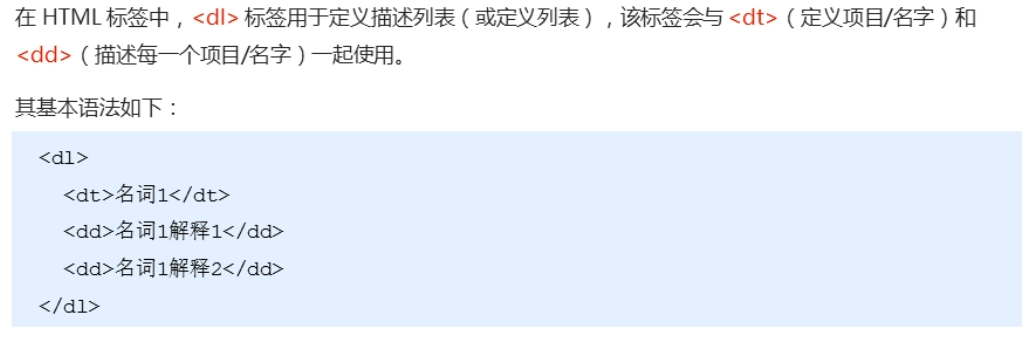 在 HTML 标签中，<dl> 标签用于定义描述列表（或定义列表），该标签会与 <dt>（定义项目/名字）和
<dd>（描述每一个项目/名字）一起使用。
其基本语法如下：
<dl>
<dt>名词1</dt>
<dd>名词1解释1</dd>
<dd>名词1解释2</dd>
</dl>